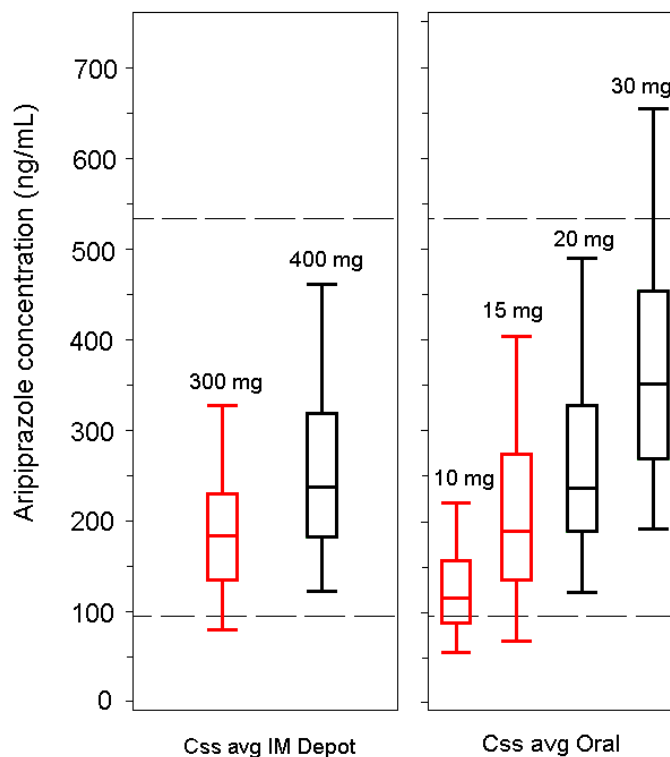 Aripiprazole concentration (ng/mL)
700
600
500
400
300
200
100
0
300 mg
400 mg
Css avg IM Depot
10 mg
15 mg
20 mg
30 mg
Css avg Oral